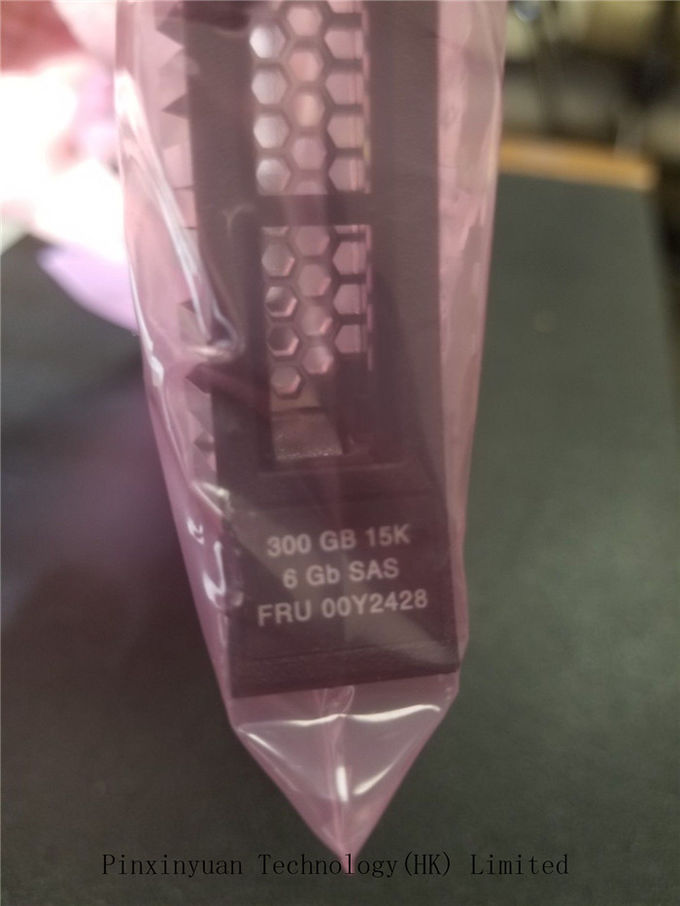 300 GB 15K
6 Gb SAS
FRU 00Y2428
Pinxinyuan Technology(HK) Limited